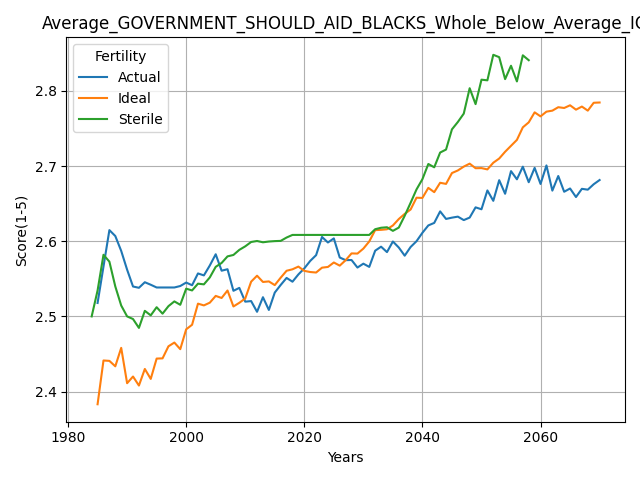 Average_GOVERNMENT_SHOULD_AID_BLACKS_Whole_Below_Average_IQ
Fertility
Actual
Ideal
Sterile
Score(1-5)
2.8
2.7
2.6
2.5
2.4
1980
2000
2020
2040
2060
Years